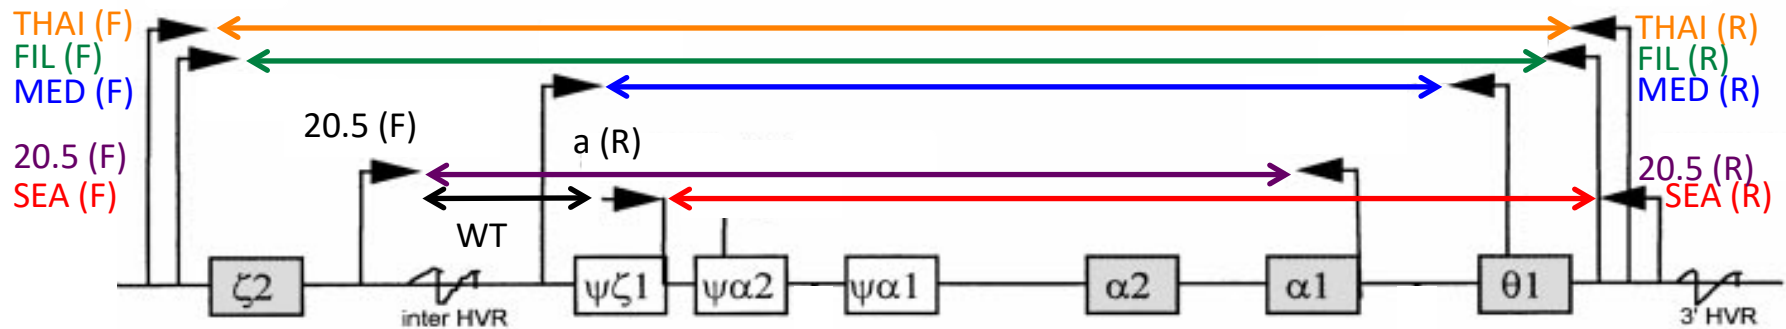 THAI (F) THAI (R)
FIL (F) FIL (R)
MED (F) MED (R)
20.5 (F) a (R)
20.5 (F) 20.5 (R)
SEA (F) SEA (R)
WT
ζ2 ψζ1 ψα2 ψα1 α2 α1 θ1
inter HVR 3' HVR